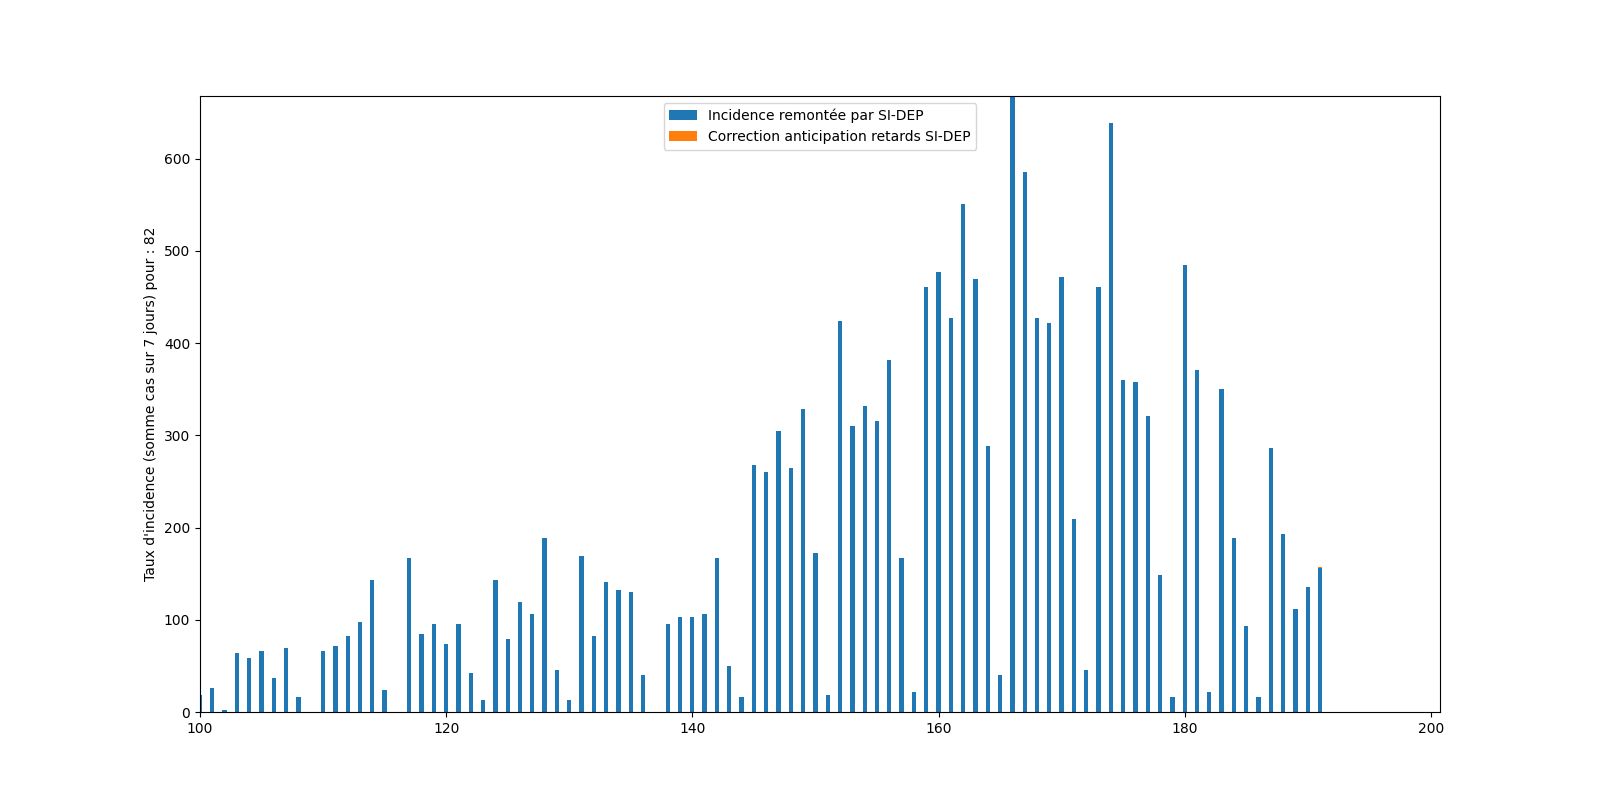 Incidence remontée par SI-DEP
Correction anticipation retards SI-DEP
Taux d'incidence (somme cas sur 7 jours) pour : 82
600
500
400
300
200
100
0
100 120 140 160 180 200